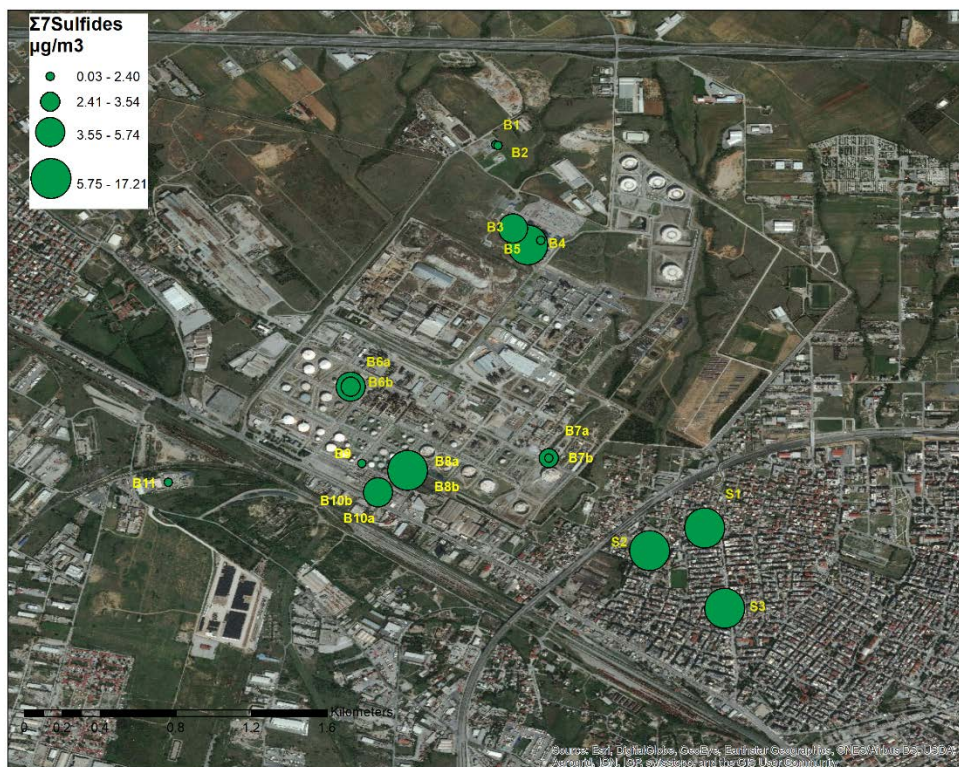 Σ7Sulfides
µg/m3
0.03 - 2.40
2.41 - 3.54
3.55 - 5.74
5.75 - 17.21
B1
B2
B3
B4
B5
B6a
B6b
B7a
B7b
B8a
B9
B8b
B11
B10b
B10a
S1
S2
S3
Kilometers
0 0.2 0.4 0.8 1.2 1.6
Source: Esri, DigitalGlobe, GeoEye, Earthstar Geographics, CNES/Airbus DS, USDA,
and the GIS User Community